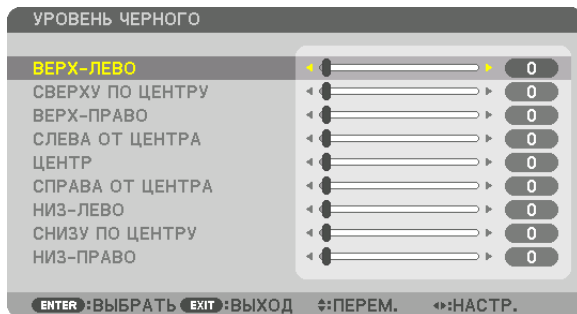 УРОВЕНЬ ЧЕРНОГО
ВЕРХ-ЛЕВО 0
СВЕРХУ ПО ЦЕНТРУ 0
ВЕРХ-ПРАВО 0
СЛЕВА ОТ ЦЕНТРА 0
ЦЕНТР 0
СПРАВА ОТ ЦЕНТРА 0
НИЗ-ЛЕВО 0
СНИЗУ ПО ЦЕНТРУ 0
НИЗ-ПРАВО 0
ENTER:ВЫБРАТЬ EXIT:ВЫХОД ♦:ПЕРЕМ. ◂▸:НАСТР.